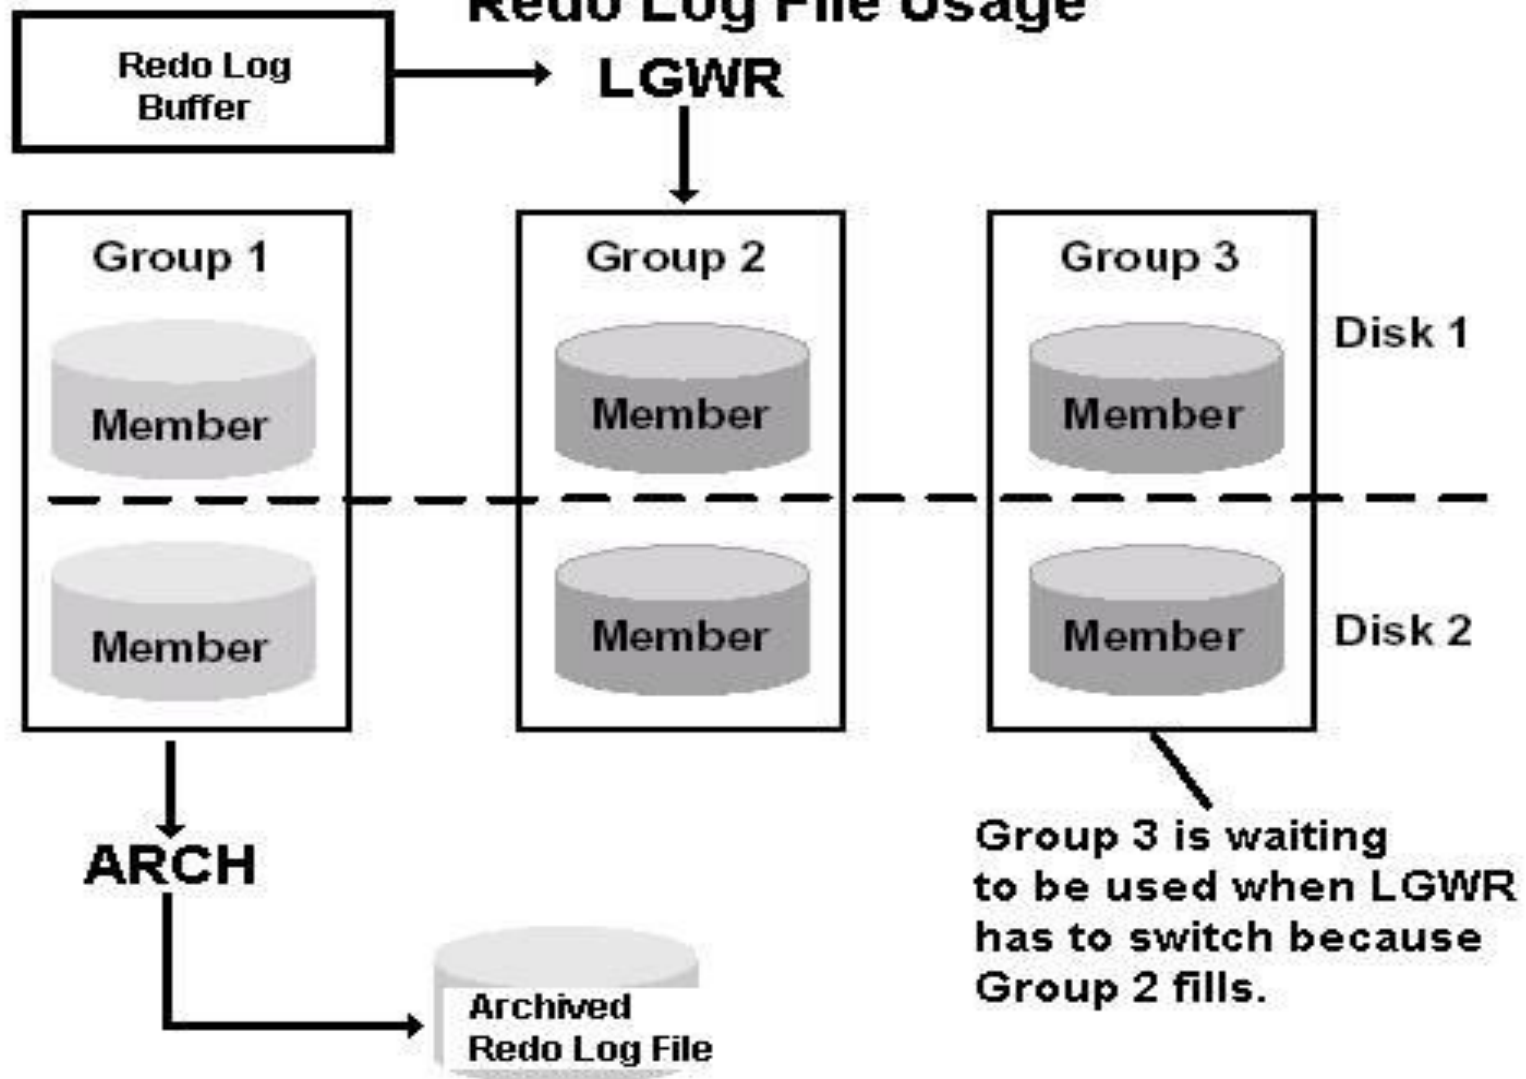 Redo Log File Usage
Redo Log
Buffer
LGWR
Group 1
Group 2
Group 3
Disk 1
Member
Member
Member
Member
Member
Member
Disk 2
ARCH
Group 3 is waiting
to be used when LGWR
has to switch because
Group 2 fills.
Archived
Redo Log File